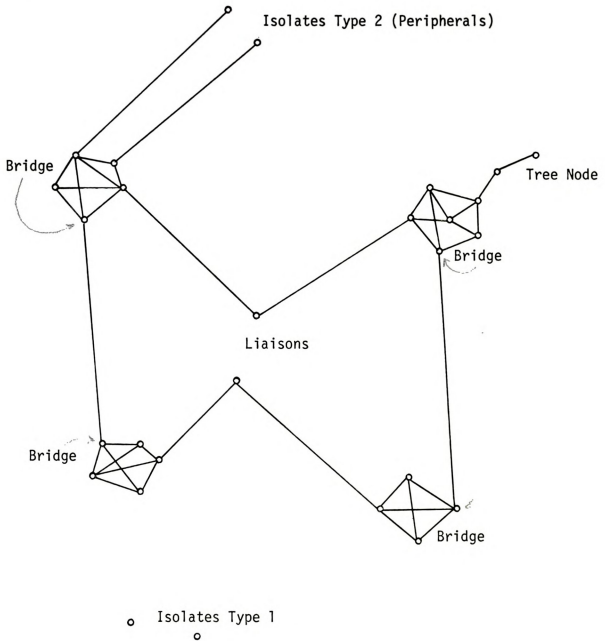 Isolates Type 2 (Peripherals)
Bridge
Tree Node
Bridge
Liaisons
Bridge
Bridge
Isolates Type 1